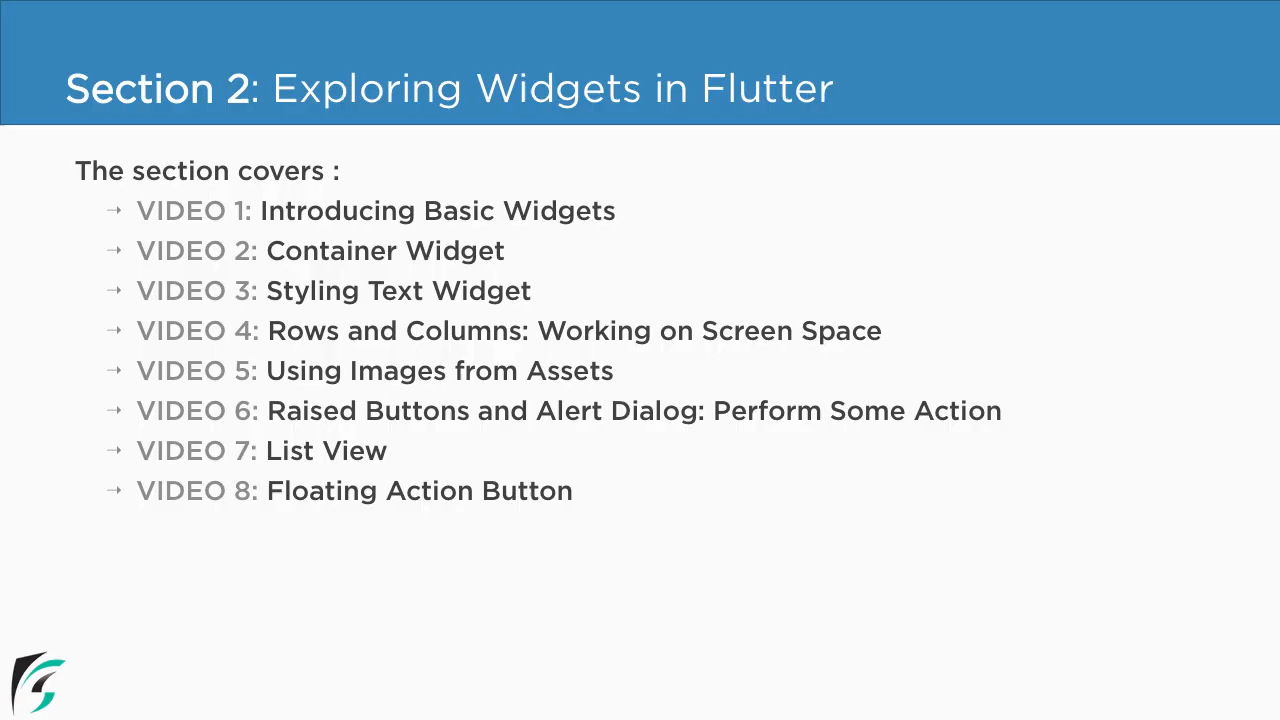 Section 2: Exploring Widgets in Flutter
The section covers :
→ VIDEO 1: Introducing Basic Widgets
→ VIDEO 2: Container Widget
→ VIDEO 3: Styling Text Widget
→ VIDEO 4: Rows and Columns: Working on Screen Space
→ VIDEO 5: Using Images from Assets
→ VIDEO 6: Raised Buttons and Alert Dialog: Perform Some Action
→ VIDEO 7: List View
→ VIDEO 8: Floating Action Button